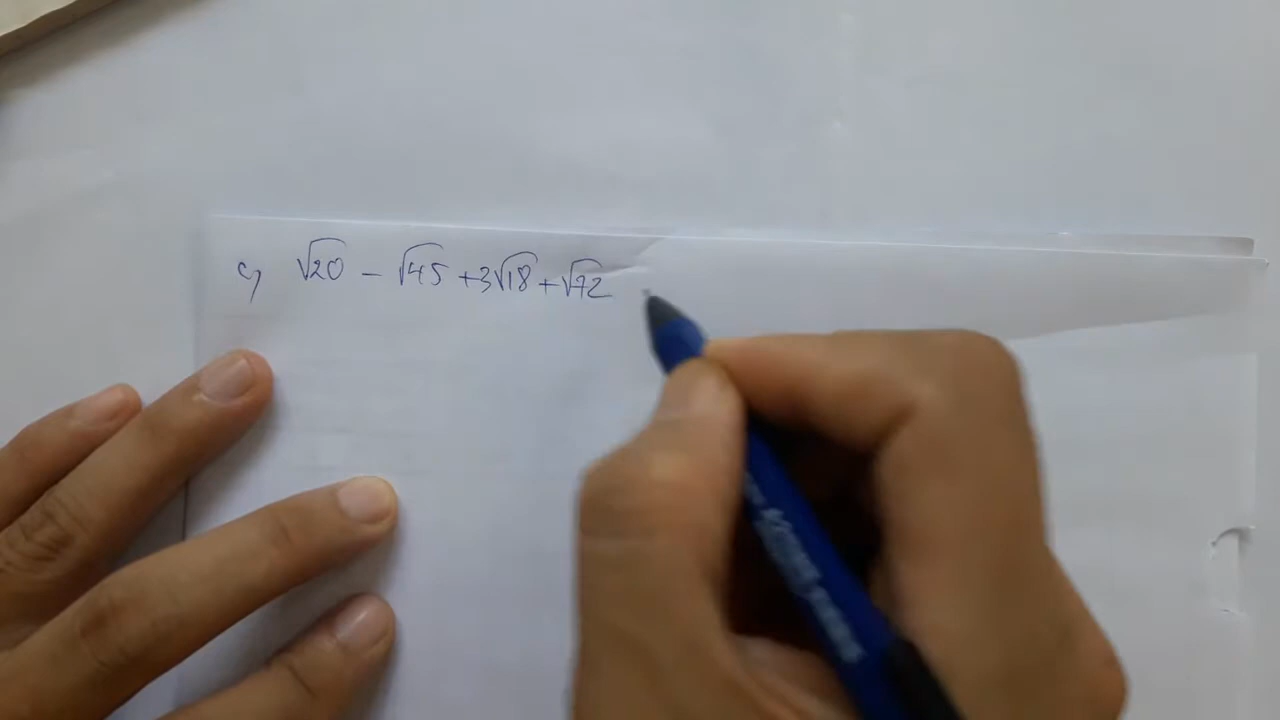 c) √20 - √45 + 3√18 + √72